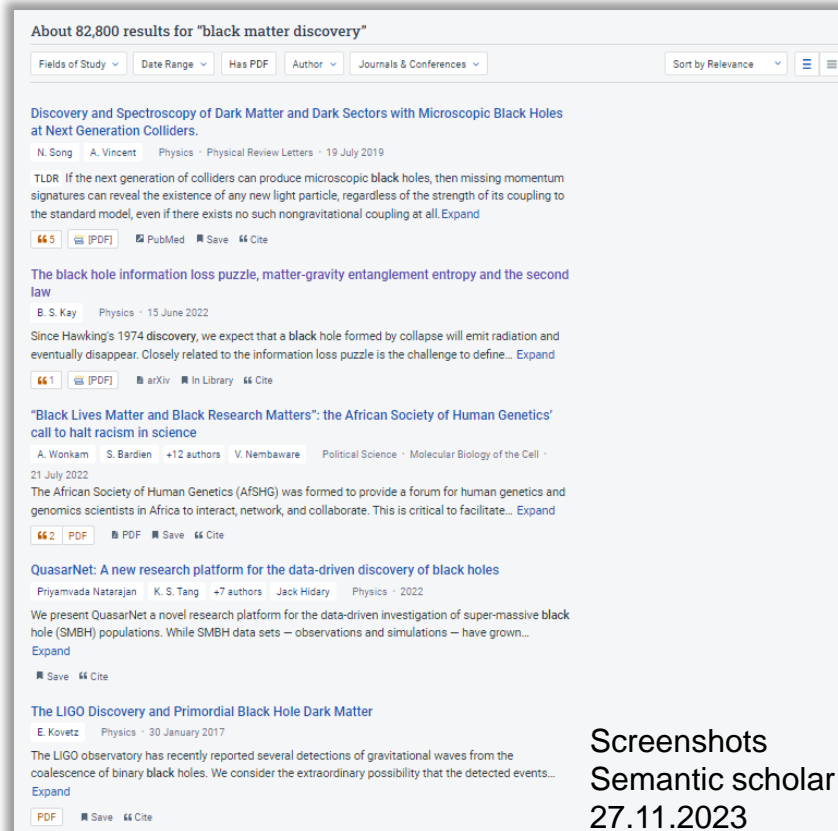 About 82,800 results for “black matter discovery”
Fields of Study Date Range Has PDF Author Journals & Conferences Sort by Relevance
Discovery and Spectroscopy of Dark Matter and Dark Sectors with Microscopic Black Holes
at Next Generation Colliders.
N. Song A. Vincent Physics · Physical Review Letters · 19 July 2019
TLDR If the next generation of colliders can produce microscopic black holes, then missing momentum
signatures can reveal the existence of any new light particle, regardless of the strength of its coupling to
the standard model, even if there exists no such nongravitational coupling at all. Expand
5 [PDF] PubMed Save Cite
The black hole information loss puzzle, matter-gravity entanglement entropy and the second
law
B. S. Kay Physics · 15 June 2022
Since Hawking's 1974 discovery, we expect that a black hole formed by collapse will emit radiation and
eventually disappear. Closely related to the information loss puzzle is the challenge to define… Expand
1 [PDF] arXiv In Library Cite
“Black Lives Matter and Black Research Matters”: the African Society of Human Genetics’
call to halt racism in science
A. Wonkam S. Bardien +12 authors V. Nembaware Political Science · Molecular Biology of the Cell ·
21 July 2022
The African Society of Human Genetics (AfSHG) was formed to provide a forum for human genetics and
genomics scientists in Africa to interact, network, and collaborate. This is critical to facilitate… Expand
2 PDF PDF Save Cite
QuasarNet: A new research platform for the data-driven discovery of black holes
Priyamvada Natarajan K. S. Tang +7 authors Jack Hidary Physics · 2022
We present QuasarNet a novel research platform for the data-driven investigation of super-massive black
hole (SMBH) populations. While SMBH data sets — observations and simulations — have grown…
Expand
Save Cite
The LIGO Discovery and Primordial Black Hole Dark Matter
E. Kovetz Physics · 30 January 2017
The LIGO observatory has recently reported several detections of gravitational waves from the
coalescence of binary black holes. We consider the extraordinary possibility that the detected events…
Expand
PDF Save Cite
Screenshots
Semantic scholar
27.11.2023